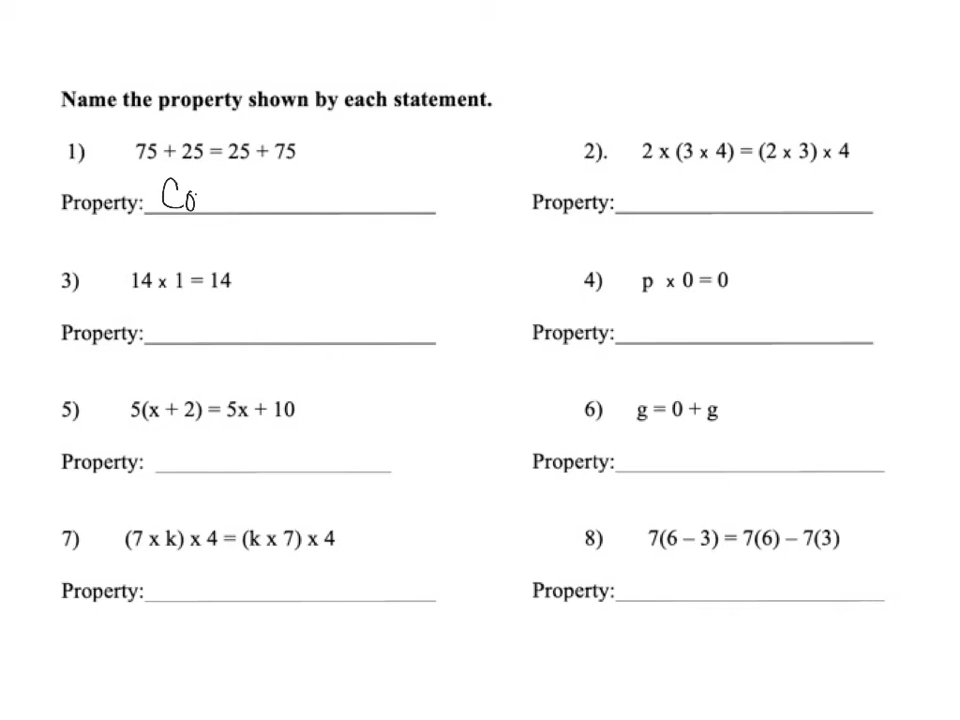 Name the property shown by each statement.
1) 75 + 25 = 25 + 75
2). 2 x (3 x 4) = (2 x 3) x 4
Property: Co
Property:
3) 14 x 1 = 14
4) p x 0 = 0
Property:
Property:
5) 5(x + 2) = 5x + 10
6) g = 0 + g
Property:
Property:
7) (7 x k) x 4 = (k x 7) x 4
8) 7(6 – 3) = 7(6) – 7(3)
Property:
Property: